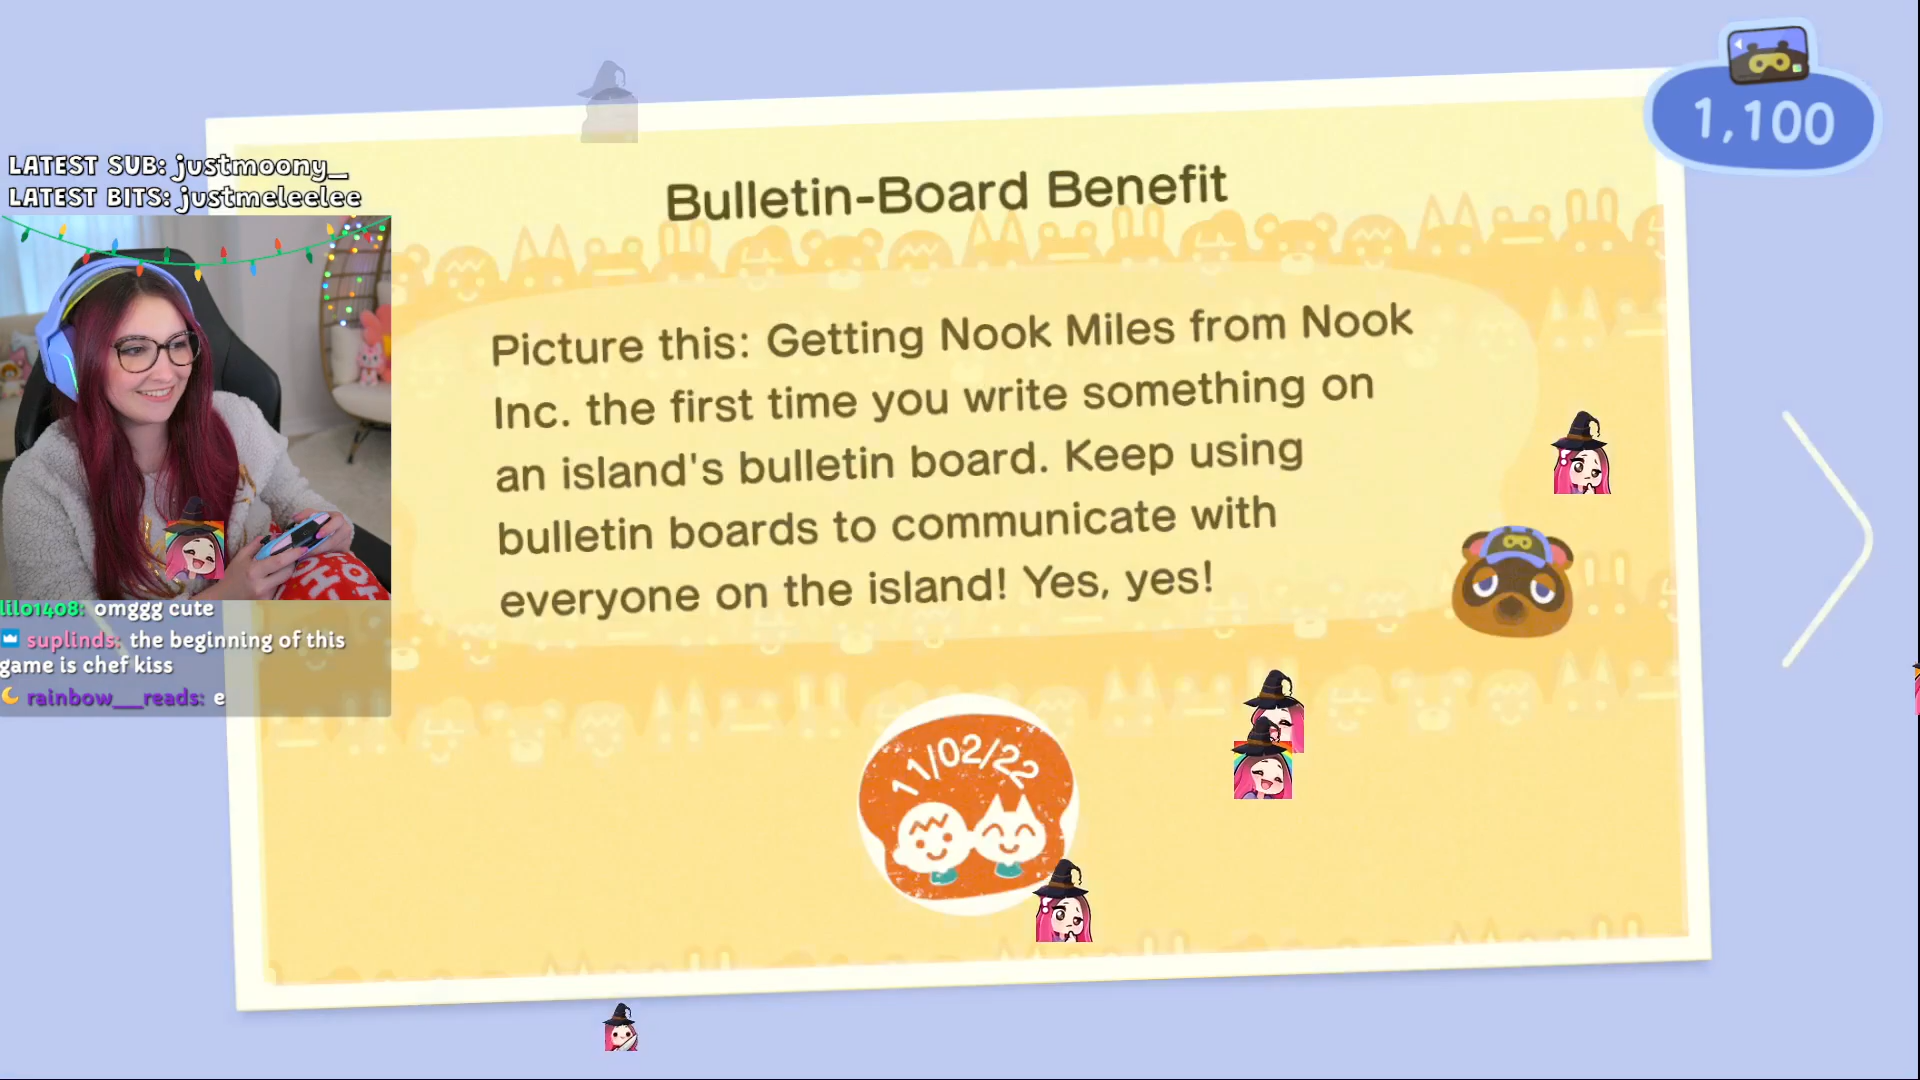 1,100
LATEST SUB: justmoony_
LATEST BITS: justmeleelee
Bulletin-Board Benefit
Picture this: Getting Nook Miles from Nook
Inc. the first time you write something on
an island's bulletin board. Keep using
bulletin boards to communicate with
everyone on the island! Yes, yes!
lilo1408: omggg cute
suplinds: the beginning of this
game is chef kiss
rainbow__reads: e
11/02/22